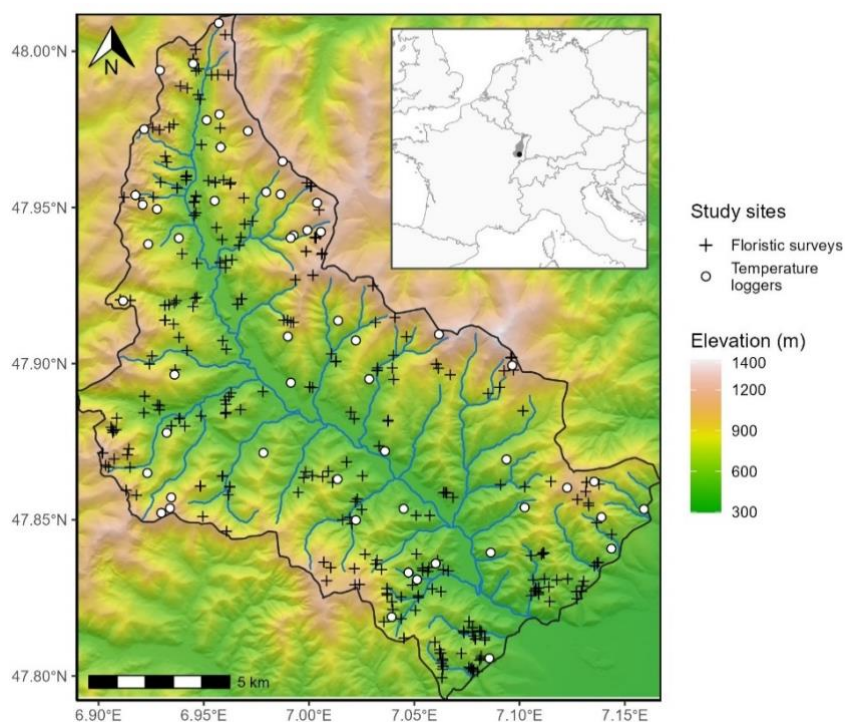 48.00°N
47.95°N
47.90°N
47.85°N
47.80°N
N
5 km
6.90°E
6.95°E
7.00°E
7.05°E
7.10°E
7.15°E
Study sites
Floristic surveys
Temperature
loggers
Elevation (m)
1400
1200
900
600
300